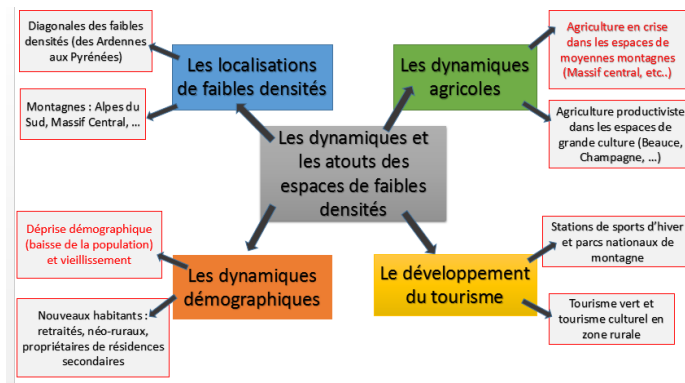 Diagonales des faibles
densités (des Ardennes
aux Pyrénées)
Montagnes : Alpes du
Sud, Massif Central, ...
Les localisations
de faibles densités
Les dynamiques
agricoles
Agriculture en crise
dans les espaces de
moyennes montagnes
(Massif central, etc..)
Agriculture productiviste
dans les espaces de
grande culture (Beauce,
Champagne, ...)
Les dynamiques et
les atouts des
espaces de faibles
densités
Déprise démographique
(baisse de la population)
et vieillissement
Nouveaux habitants :
retraités, néo-ruraux,
propriétaires de résidences
secondaires
Les dynamiques
démographiques
Le développement
du tourisme
Stations de sports d'hiver
et parcs nationaux de
montagne
Tourisme vert et
tourisme culturel en
zone rurale